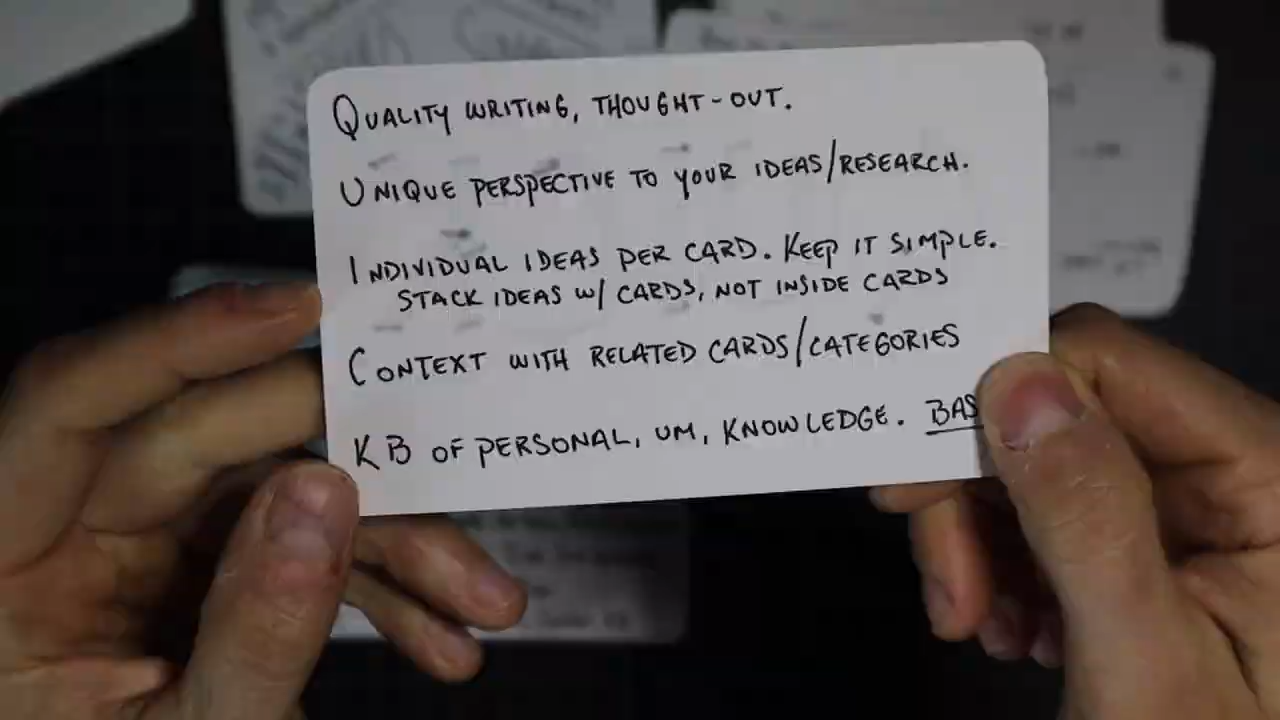 QUALITY WRITING, THOUGHT-OUT.
UNIQUE PERSPECTIVE TO YOUR IDEAS/RESEARCH.
INDIVIDUAL IDEAS PER CARD. KEEP IT SIMPLE.
STACK IDEAS W/ CARDS, NOT INSIDE CARDS
CONTEXT WITH RELATED CARDS/CATEGORIES
KB OF PERSONAL, UM, KNOWLEDGE. BAS